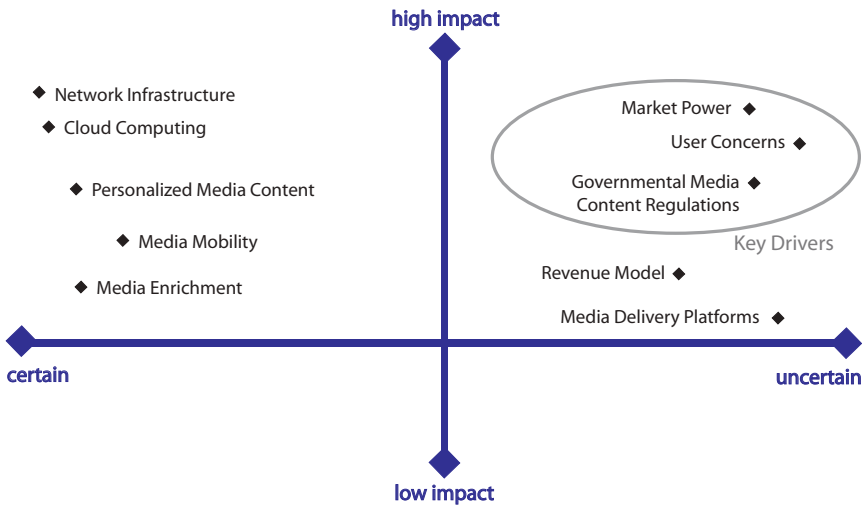 high impact
Network Infrastructure
Cloud Computing
Personalized Media Content
Media Mobility
Media Enrichment
Market Power
User Concerns
Governmental Media
Content Regulations
Key Drivers
Revenue Model
Media Delivery Platforms
certain
uncertain
low impact